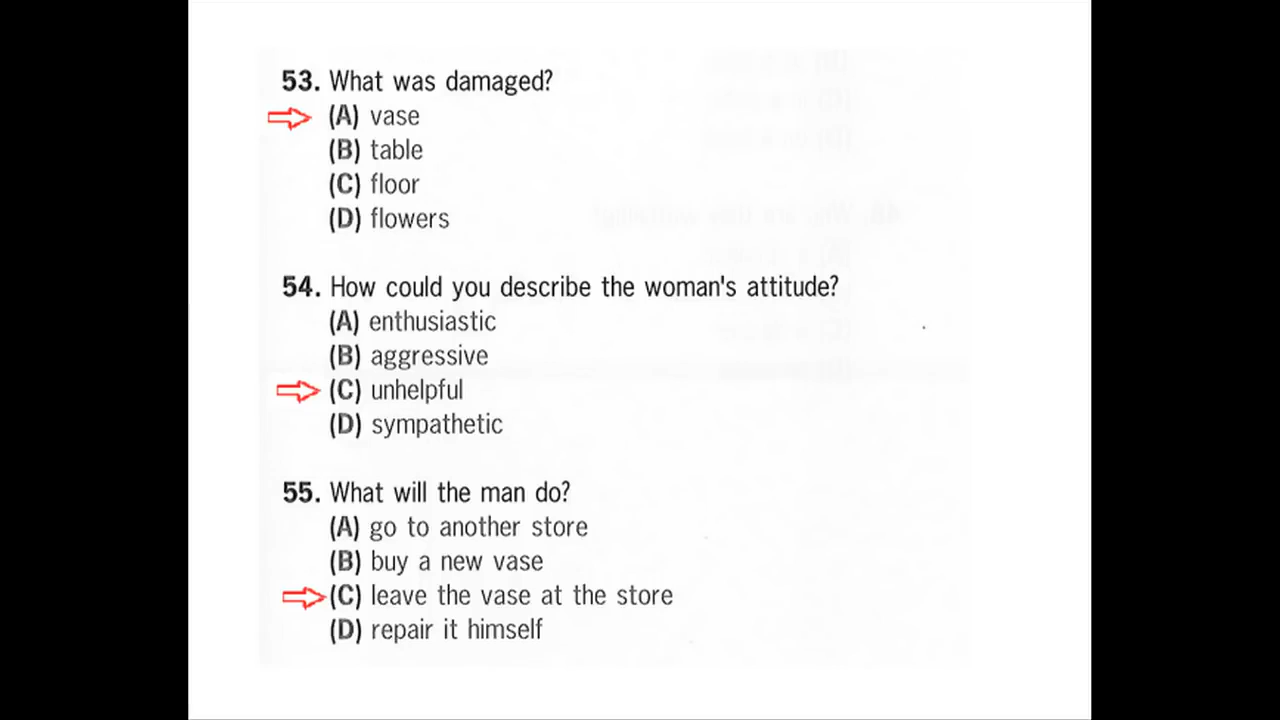 53. What was damaged?
(A) vase
(B) table
(C) floor
(D) flowers
54. How could you describe the woman's attitude?
(A) enthusiastic
(B) aggressive
(C) unhelpful
(D) sympathetic
55. What will the man do?
(A) go to another store
(B) buy a new vase
(C) leave the vase at the store
(D) repair it himself